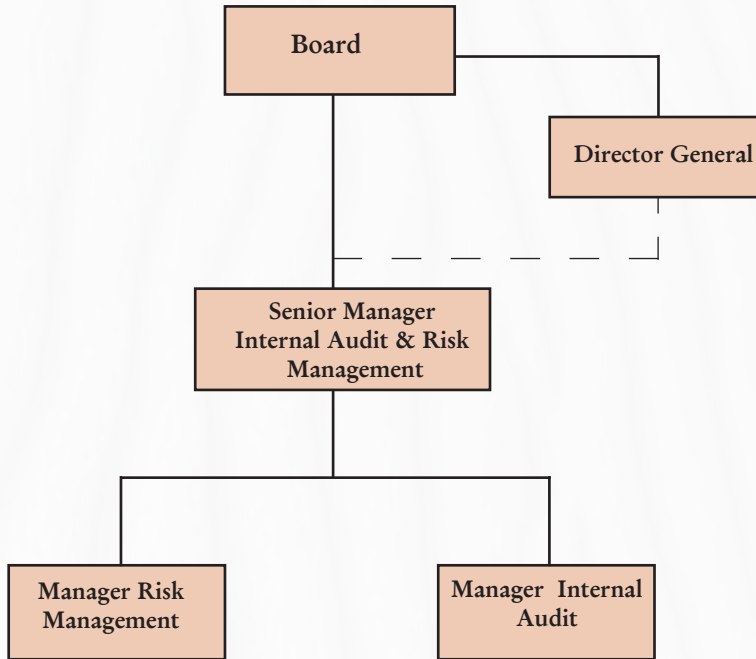 Board
Director General
Senior Manager
Internal Audit & Risk
Management
Manager Risk
Management
Manager Internal
Audit